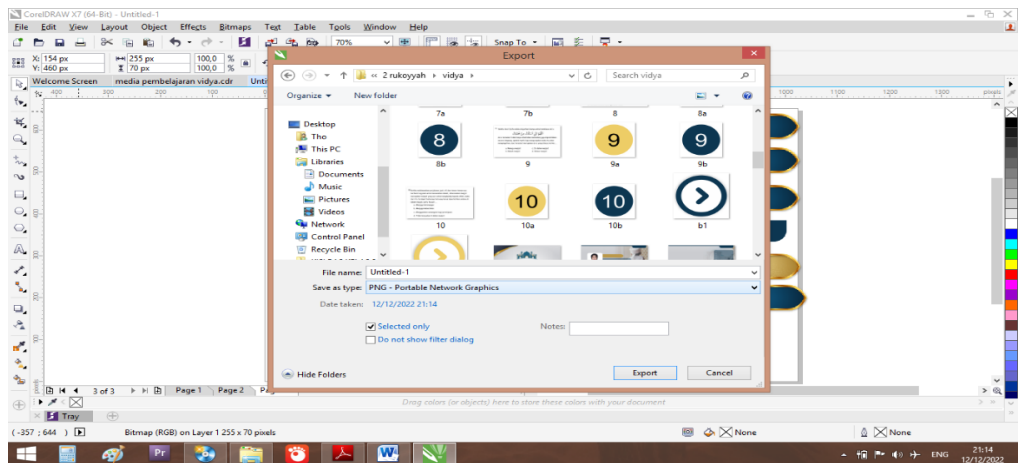 CorelDRAW X7 (64-Bit) - Untitled-1
File Edit View Layout Object Effects Bitmaps Text Table Tools Window Help
70% Snap To
X: 154 px 255 px 100,0 %
Y: 460 px 70 px 100,0 %
Welcome Screen media pembelajaran vidya.cdr Unti
Export
« 2 rukoyyah vidya Search vidya
Organize New folder
Desktop
Tho
This PC
Libraries
Documents
Music
Pictures
Videos
Network
Control Panel
Recycle Bin
7a 7b 8 8a
8 9 9
8b 9 9a 9b
10 10
10 10a 10b b1
File name: Untitled-1
Save as type: PNG - Portable Network Graphics
Date taken: 12/12/2022 21:14
Selected only Notes:
Do not show filter dialog
Hide Folders Export Cancel
400 300 200 100 1000 1100 1200 1300 pixels
3 of 3 Page 1 Page 2
Drag colors (or objects) here to store these colors with your document
Tray
(-357 ; 644 ) Bitmap (RGB) on Layer 1 255 x 70 pixels None None
Pr ENG 21:14
12/12/2022